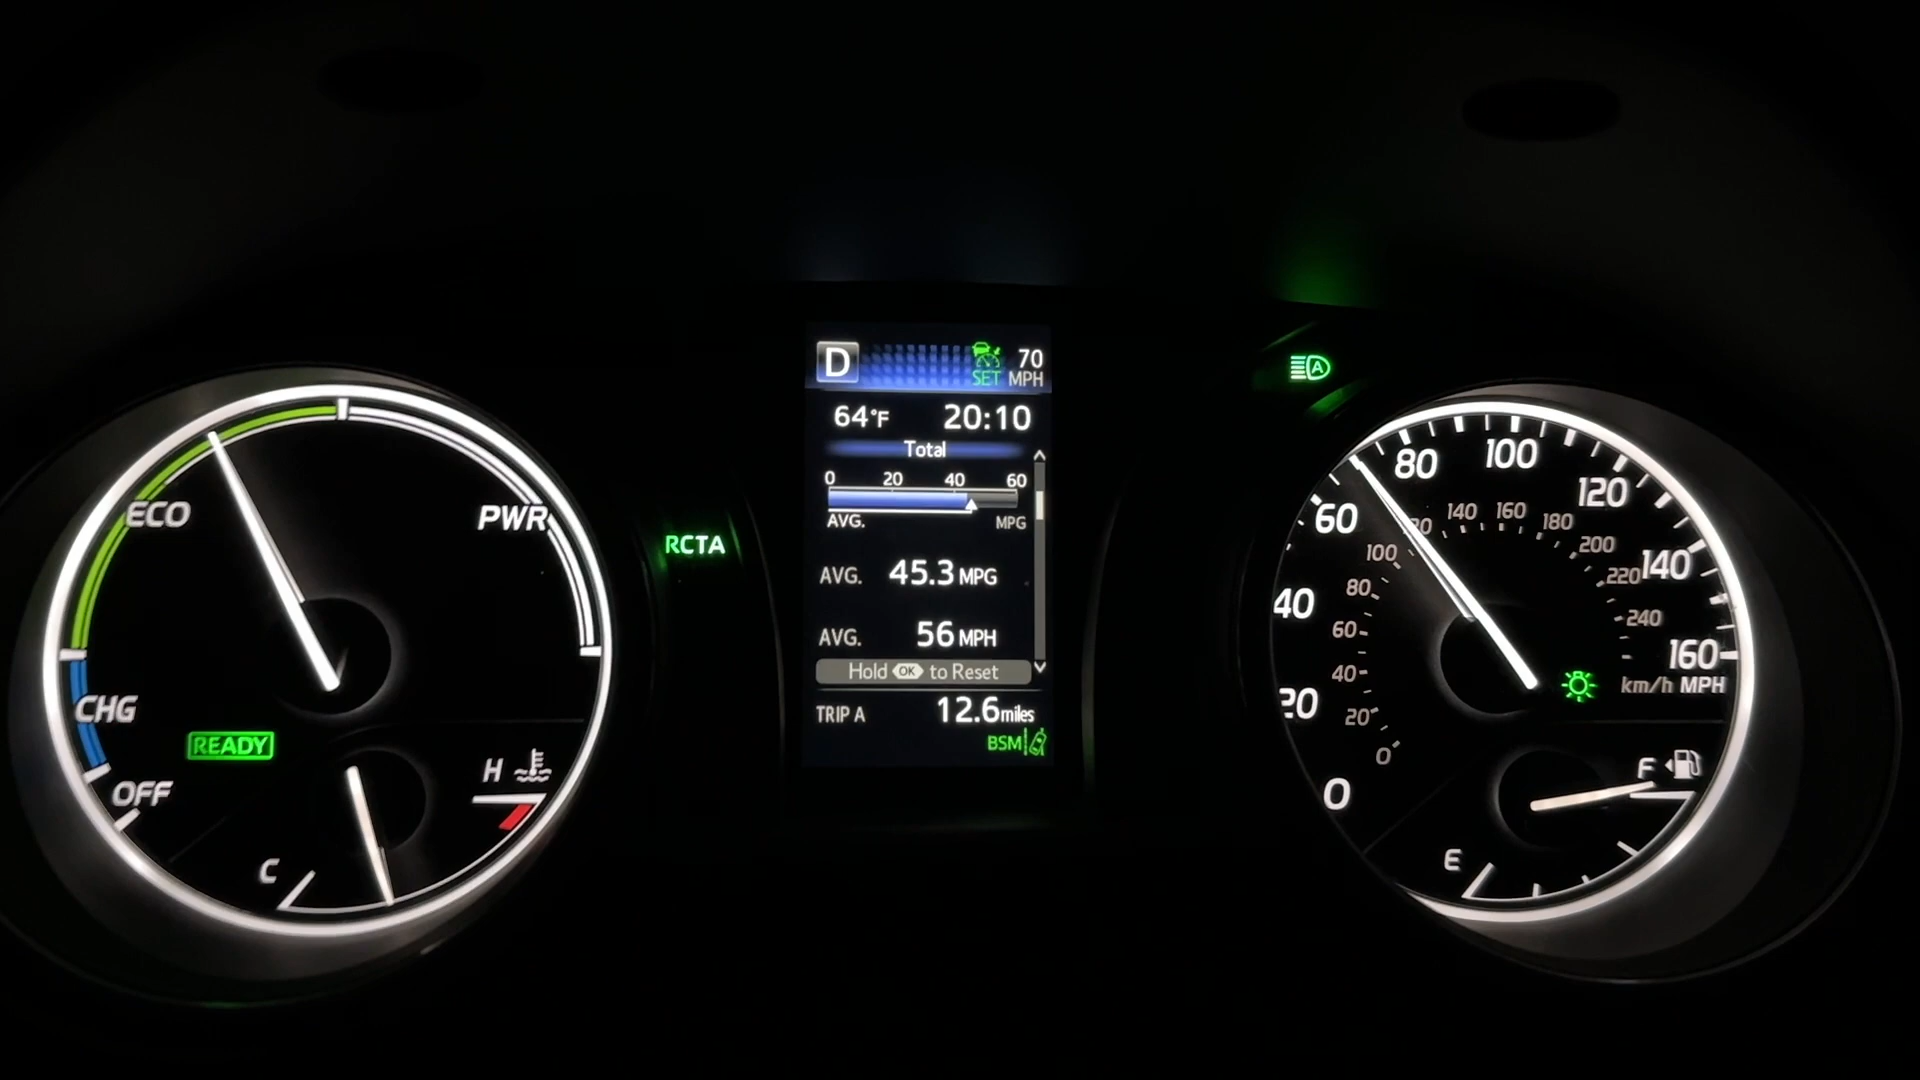 ECO
PWR
CHG
READY
OFF
H
C
RCTA
D
SET
70
MPH
64°F 20:10
Total
0 20 40 60
AVG. MPG
AVG. 45.3 MPG
AVG. 56 MPH
Hold OK to Reset
TRIP A 12.6 miles
BSM
A
0 20 40 60 80 100 120 140 160
0 20 40 60 80 100 140 160 180 200 220 240
km/h MPH
F
E